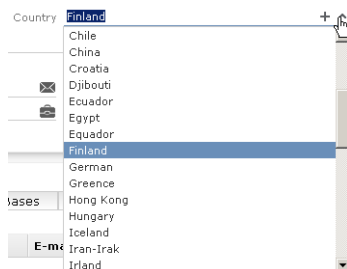 Country Finland +
Chile
China
Croatia
Djibouti
Ecuador
Egypt
Equador
Finland
German
Greence
Hong Kong
Hungary
Iceland
Iran-Irak
Irland
Bases
E-ma